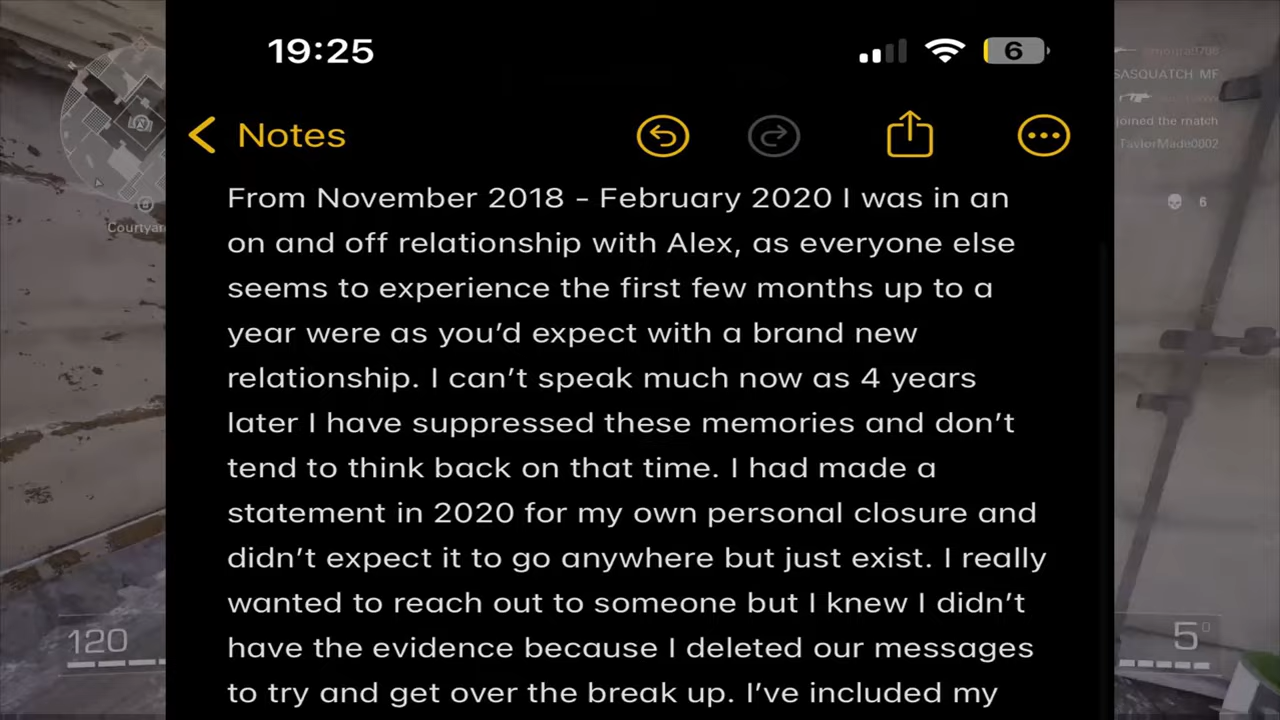 19:25
6
Notes
From November 2018 - February 2020 I was in an
on and off relationship with Alex, as everyone else
seems to experience the first few months up to a
year were as you'd expect with a brand new
relationship. I can't speak much now as 4 years
later I have suppressed these memories and don't
tend to think back on that time. I had made a
statement in 2020 for my own personal closure and
didn't expect it to go anywhere but just exist. I really
wanted to reach out to someone but I knew I didn't
have the evidence because I deleted our messages
to try and get over the break up. I've included my
Courtyar
120
SASQUATCH MF
joined the match
TaylorMade0002
6
5